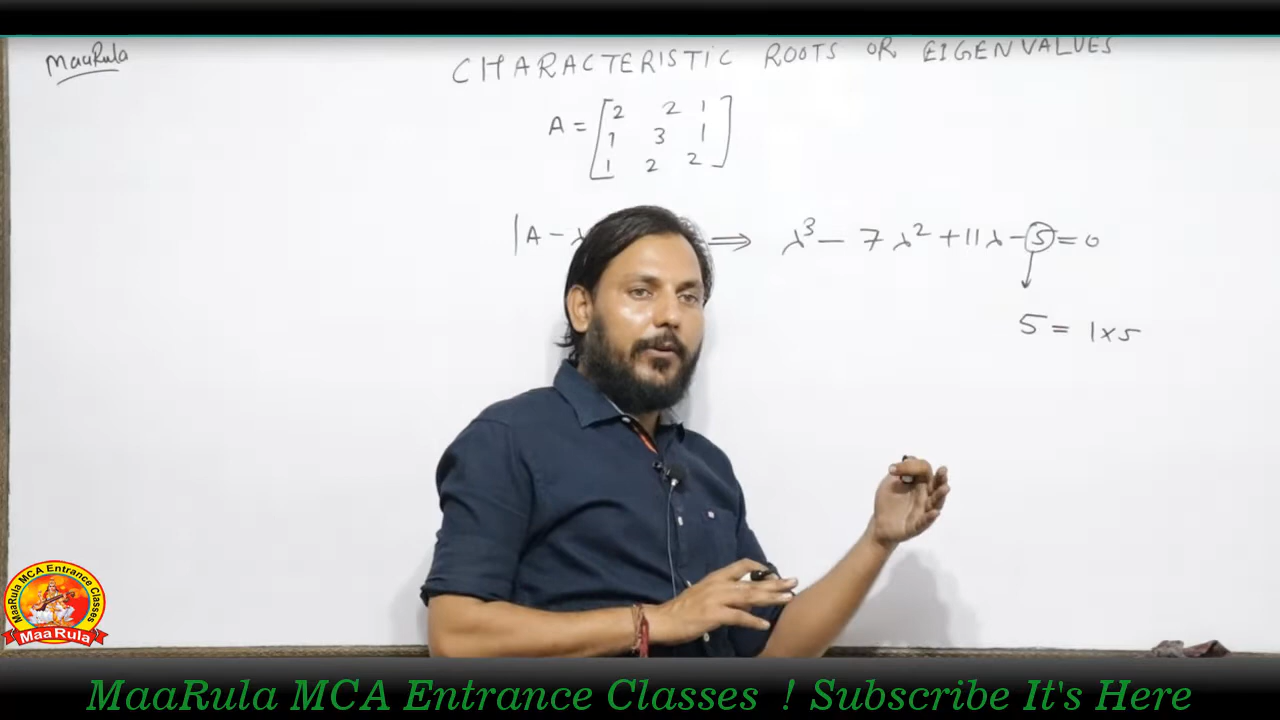 MaaRula
CHARACTERISTIC ROOTS OR EIGENVALUES
A = [2 2 1
1 3 1
1 2 2]
|A - λ ⟹ λ³ - 7λ² + 11λ - 5 = 0
5 = 1×5
MaaRula MCA Entrance Classes
MaaRula
MaaRula MCA Entrance Classes ! Subscribe It's Here